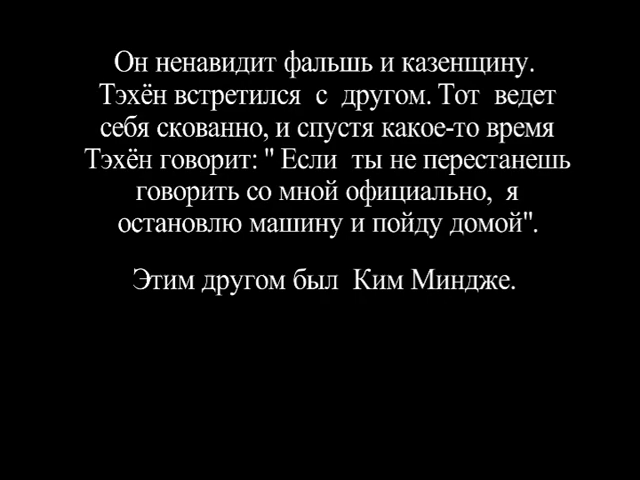 Он ненавидит фальшь и казенщину.
Тэхён встретился с другом. Тот ведет
себя скованно, и спустя какое-то время
Тэхён говорит: " Если ты не перестанешь
говорить со мной официально, я
остановлю машину и пойду домой".
Этим другом был Ким Миндже.